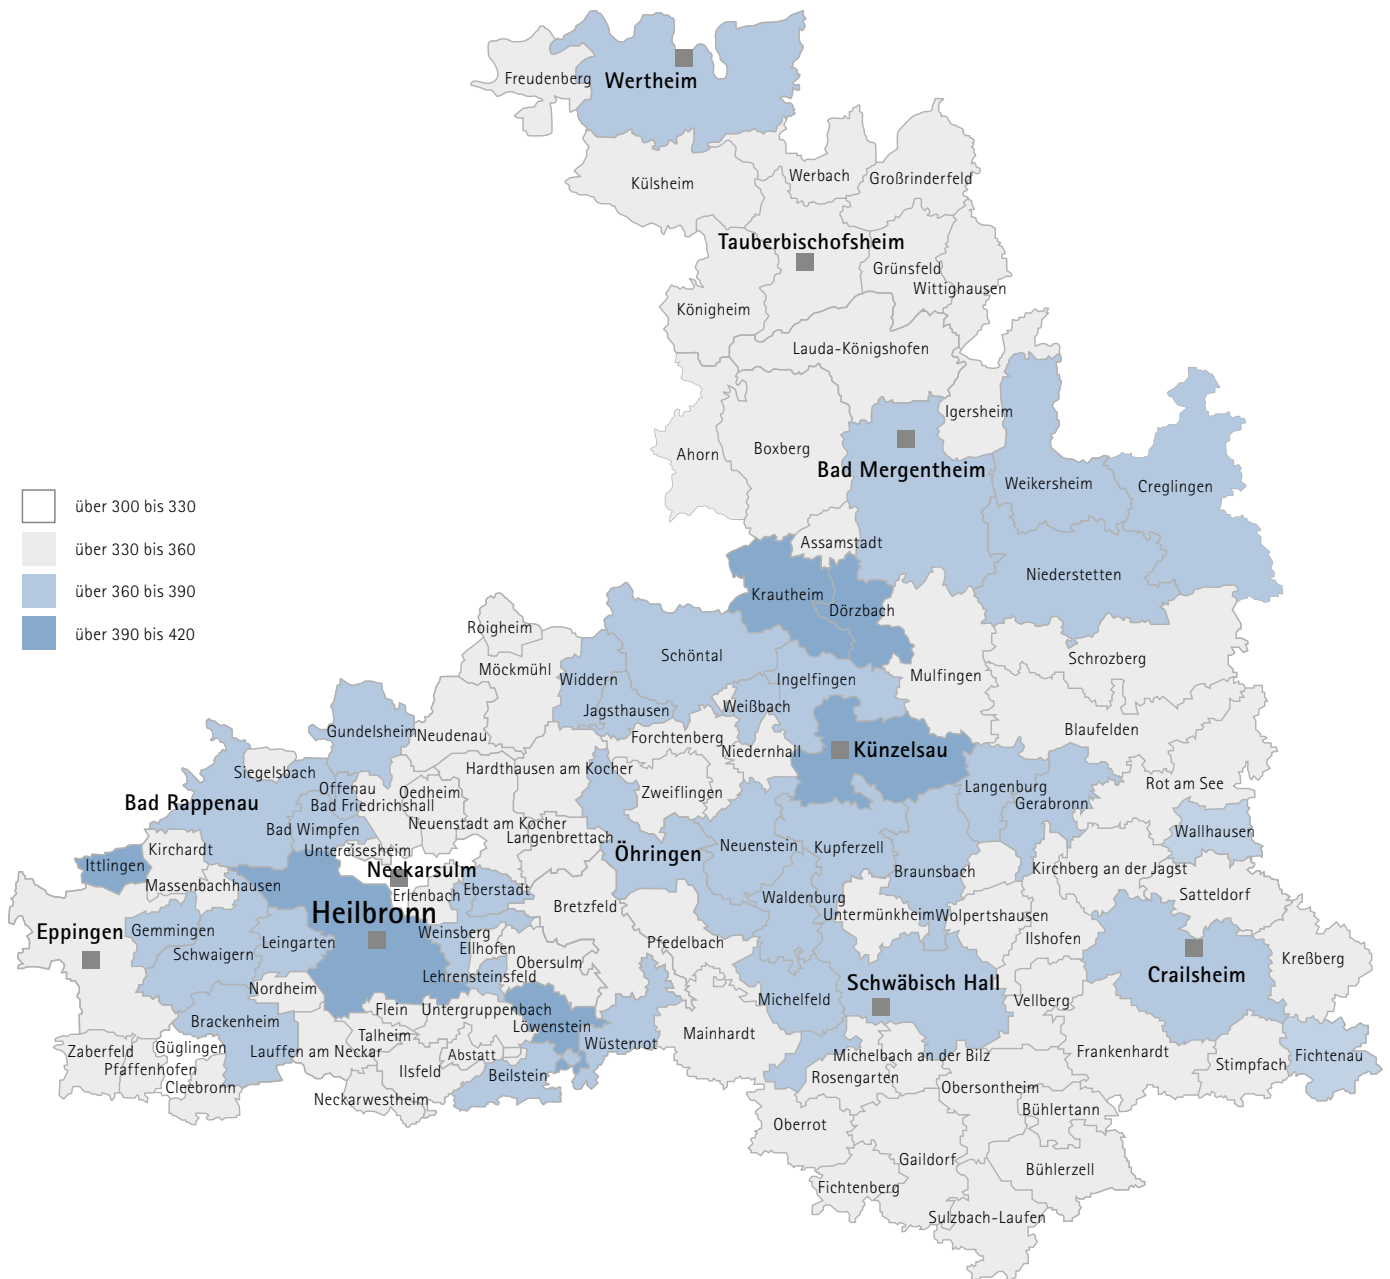 Freudenberg
Wertheim
Külsheim
Werbach
Großrinderfeld
Tauberbischofsheim
Grünsfeld
Wittighausen
Königheim
Lauda-Königshofen
Igersheim
Ahorn
Boxberg
Bad Mergentheim
Weikersheim
Creglingen
über 300 bis 330
über 330 bis 360
über 360 bis 390
über 390 bis 420
Assamstadt
Niederstetten
Krautheim
Dörzbach
Roigheim
Möckmühl
Schöntal
Schrozberg
Widdern
Ingelfingen
Mulfingen
Jagsthausen
Weißbach
Gundelsheim
Neudenau
Forchtenberg
Niedernhall
Künzelsau
Blaufelden
Siegelsbach
Hardthausen am Kocher
Offenau
Oedheim
Zweiflingen
Langenburg
Rot am See
Bad Rappenau
Bad Friedrichshall
Gerabronn
Bad Wimpfen
Neuenstadt am Kocher
Langenbrettach
Wallhausen
Kirchardt
Untereisesheim
Öhringen
Neuenstein
Kupferzell
Ittlingen
Neckarsulm
Braunsbach
Kirchberg an der Jagst
Massenbachhausen
Erlenbach
Eberstadt
Waldenburg
Satteldorf
Heilbronn
Bretzfeld
Untermünkheim
Wolpertshausen
Eppingen
Gemmingen
Weinsberg
Leingarten
Pfedelbach
Ilshofen
Schwaigern
Ellhofen
Obersulm
Kreßberg
Lehrensteinsfeld
Crailsheim
Nordheim
Schwäbisch Hall
Michelfeld
Vellberg
Flein
Untergruppenbach
Brackenheim
Löwenstein
Talheim
Mainhardt
Wüstenrot
Zaberfeld
Güglingen
Lauffen am Neckar
Abstatt
Michelbach an der Bilz
Frankenhardt
Fichtenau
Pfaffenhofen
Ilsfeld
Beilstein
Rosengarten
Stimpfach
Cleebronn
Obersontheim
Neckarwestheim
Bühlertann
Oberrot
Gaildorf
Bühlerzell
Fichtenberg
Sulzbach-Laufen